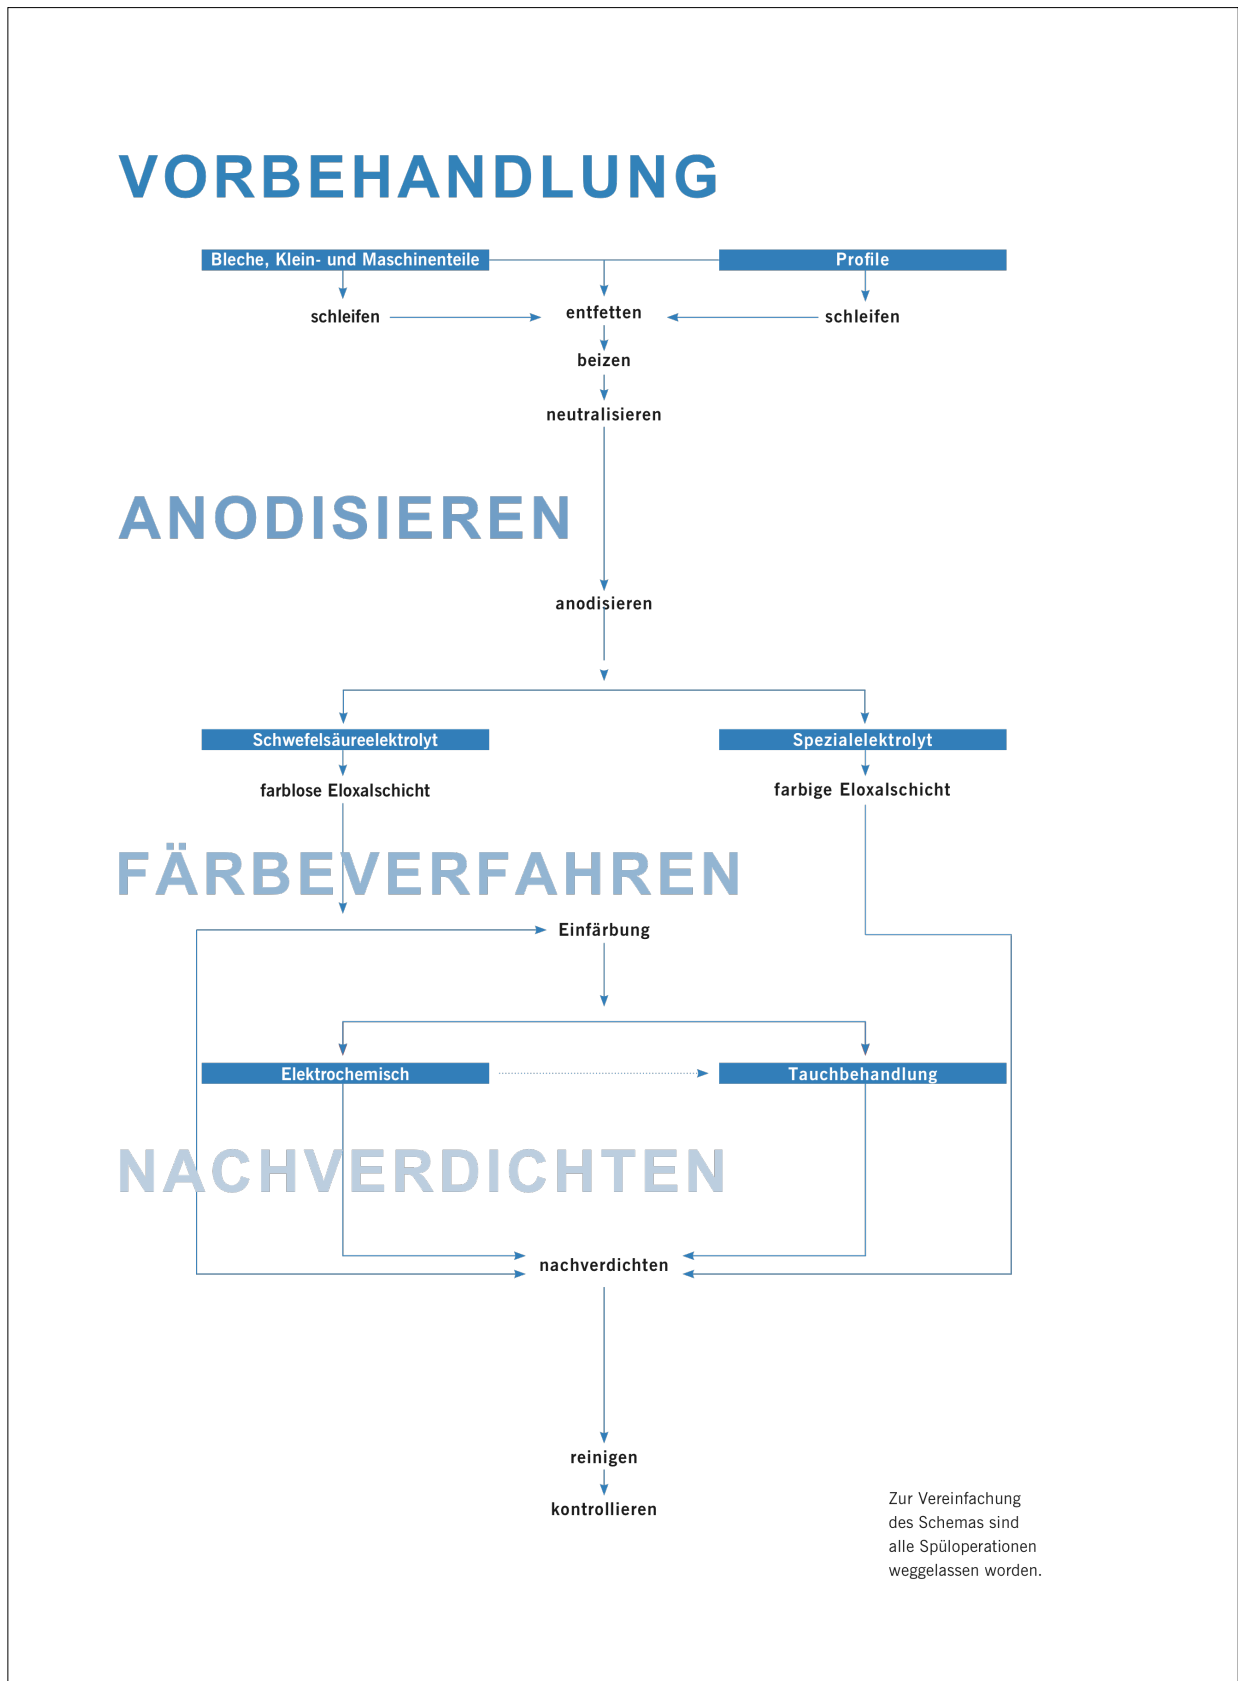 VORBEHANDLUNG
Bleche, Klein- und Maschinenteile
Profile
schleifen
entfetten
schleifen
beizen
neutralisieren
ANODISIEREN
anodisieren
Schwefelsäureelektrolyt
Spezialelektrolyt
farblose Eloxalschicht
farbige Eloxalschicht
FÄRBEVERFAHREN
Einfärbung
Elektrochemisch
Tauchbehandlung
NACHVERDICHTEN
nachverdichten
reinigen
kontrollieren
Zur Vereinfachung
des Schemas sind
alle Spüloperationen
weggelassen worden.